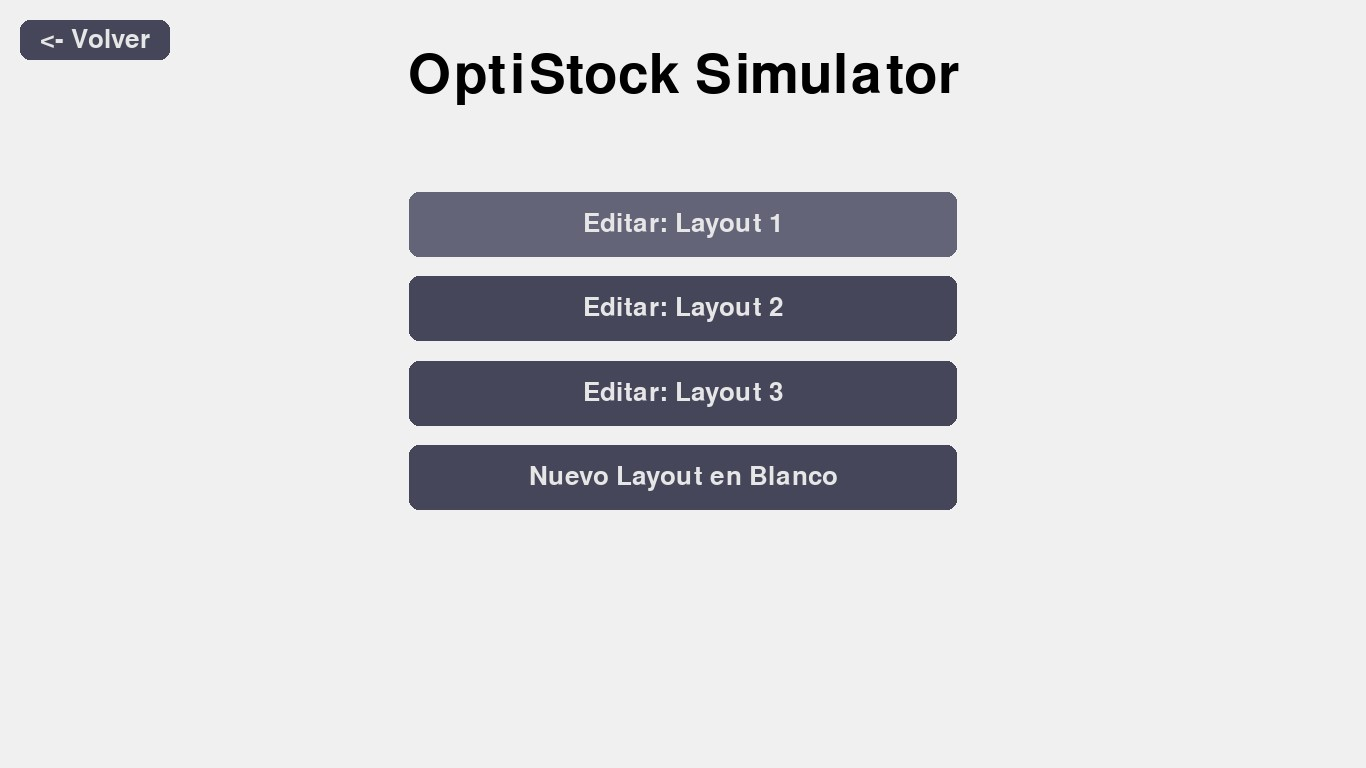 <- Volver
OptiStock Simulator
Editar: Layout 1
Editar: Layout 2
Editar: Layout 3
Nuevo Layout en Blanco